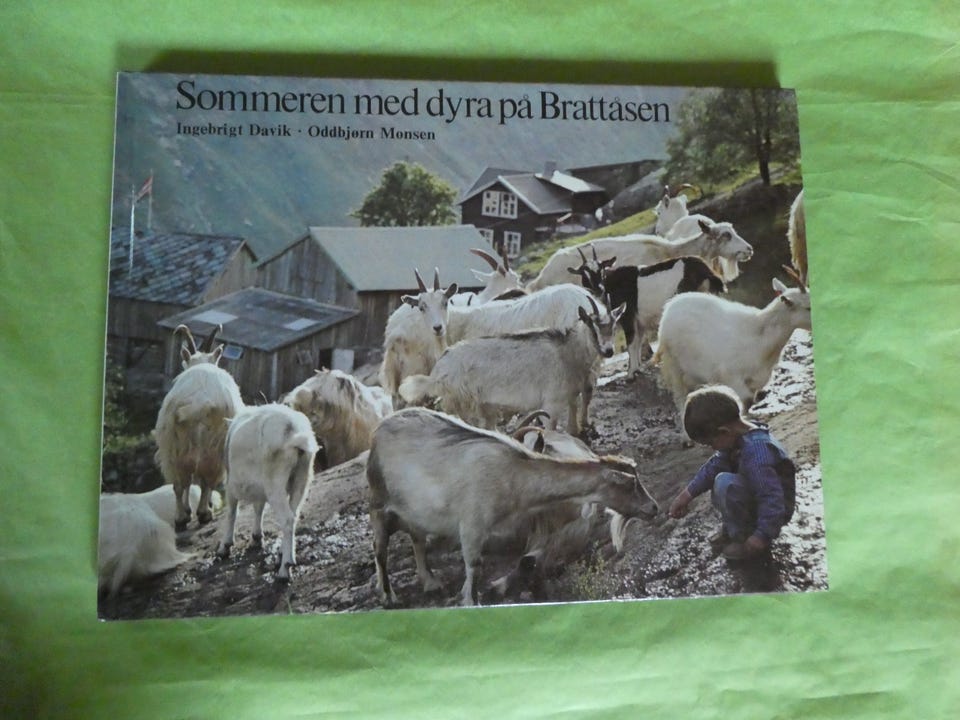 Sommeren med dyra på Brattåsen
Ingebrigt Davik · Oddbjørn Monsen